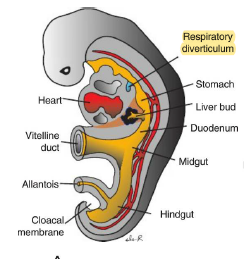 Respiratory
diverticulum
Stomach
Heart
Liver bud
Duodenum
Vitelline
duct
Midgut
Allantois
Hindgut
Cloacal
membrane
A